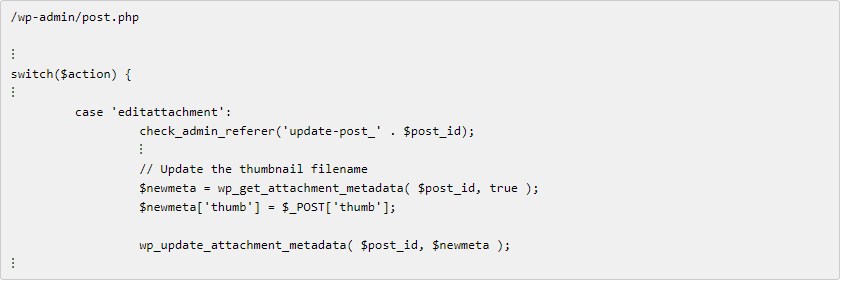 /wp-admin/post.php
⋮
switch($action) {
⋮
case 'editattachment':
check_admin_referer('update-post_' . $post_id);
⋮
// Update the thumbnail filename
$newmeta = wp_get_attachment_metadata( $post_id, true );
$newmeta['thumb'] = $_POST['thumb'];
wp_update_attachment_metadata( $post_id, $newmeta );
⋮